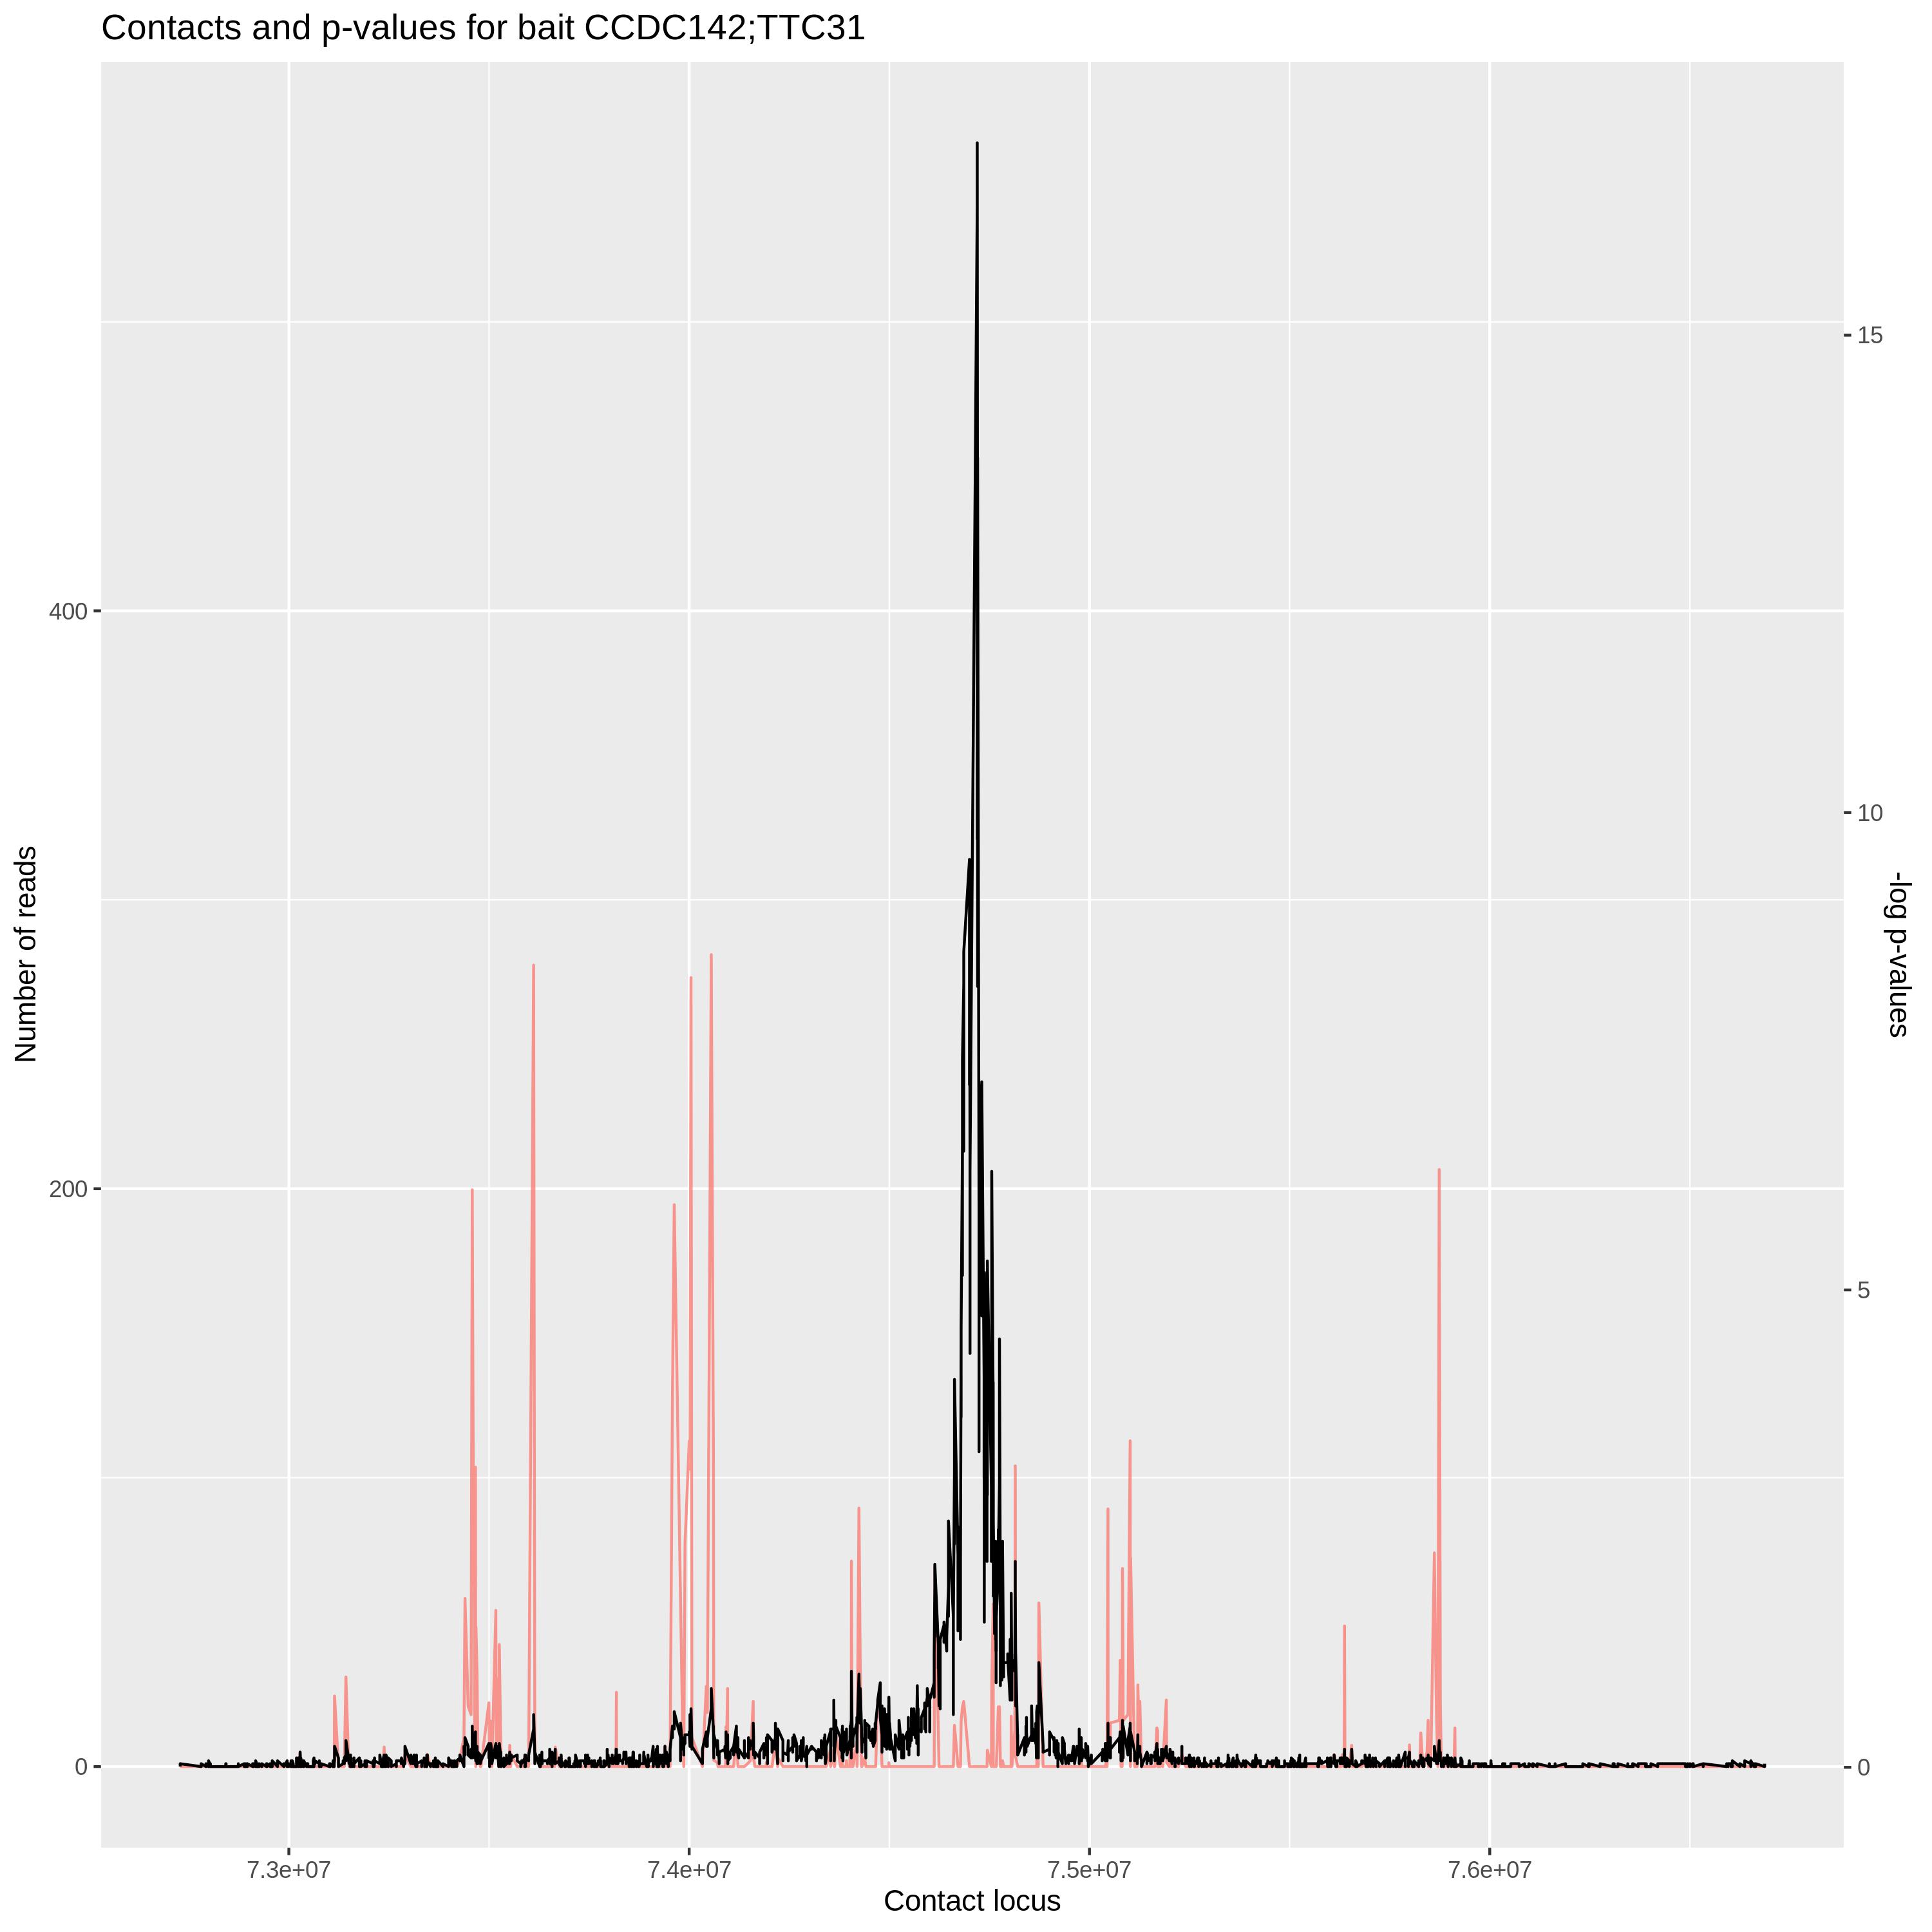 Contacts and p-values for bait CCDC142;TTC31
Number of reads
400
200
0
15
10
5
0
-log p-values
7.3e+07 7.4e+07 7.5e+07 7.6e+07
Contact locus